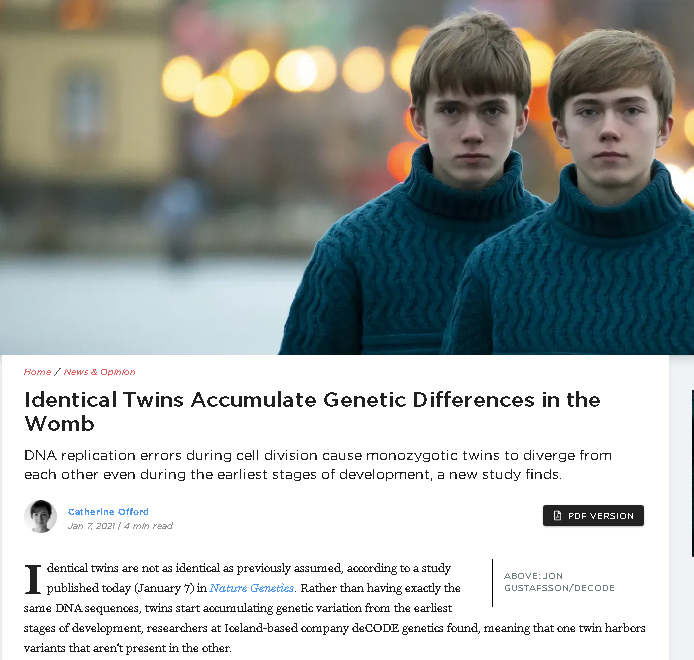 Home / News & Opinion
Identical Twins Accumulate Genetic Differences in the
Womb
DNA replication errors during cell division cause monozygotic twins to diverge from
each other even during the earliest stages of development, a new study finds.
Catherine Offord
Jan 7, 2021 | 4 min read
PDF VERSION
Identical twins are not as identical as previously assumed, according to a study
published today (January 7) in Nature Genetics. Rather than having exactly the
same DNA sequences, twins start accumulating genetic variation from the earliest
stages of development, researchers at Iceland-based company deCODE genetics found, meaning that one twin harbors
variants that aren't present in the other.
ABOVE: JON
GUSTAFSSON/DECODE